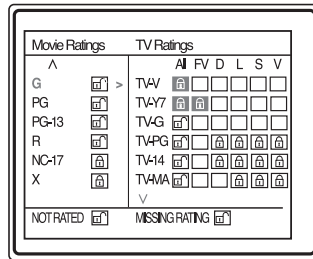 Movie Ratings TV Ratings
All FV D L S V
G > TV-V
PG TV-Y7
PG-13 TV-G
R TV-PG
NC-17 TV-14
X TV-MA
NOT RATED MISSING RATING